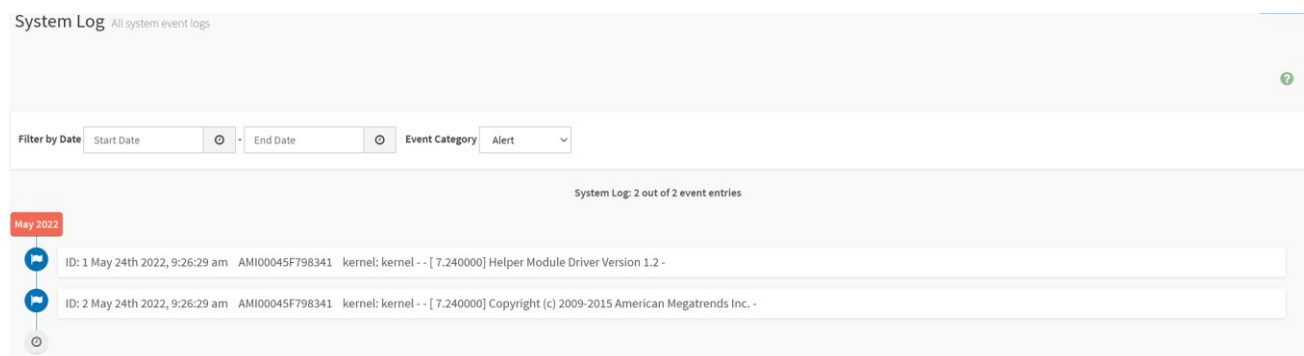 System Log All system event logs
Filter by Date Start Date - End Date Event Category Alert
System Log: 2 out of 2 event entries
May 2022
ID: 1 May 24th 2022, 9:26:29 am AMI00045F798341 kernel: kernel - - [ 7.240000] Helper Module Driver Version 1.2 -
ID: 2 May 24th 2022, 9:26:29 am AMI00045F798341 kernel: kernel - - [ 7.240000] Copyright (c) 2009-2015 American Megatrends Inc. -